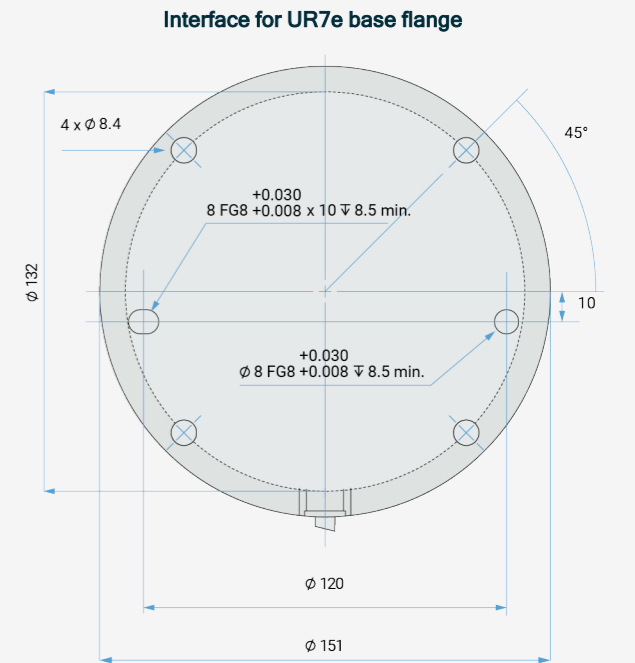 Interface for UR7e base flange
4 x Ø 8.4
45°
+0.030
8 FG8 +0.008 x 10 ↧ 8.5 min.
Ø 132
10
+0.030
Ø 8 FG8 +0.008 ↧ 8.5 min.
Ø 120
Ø 151